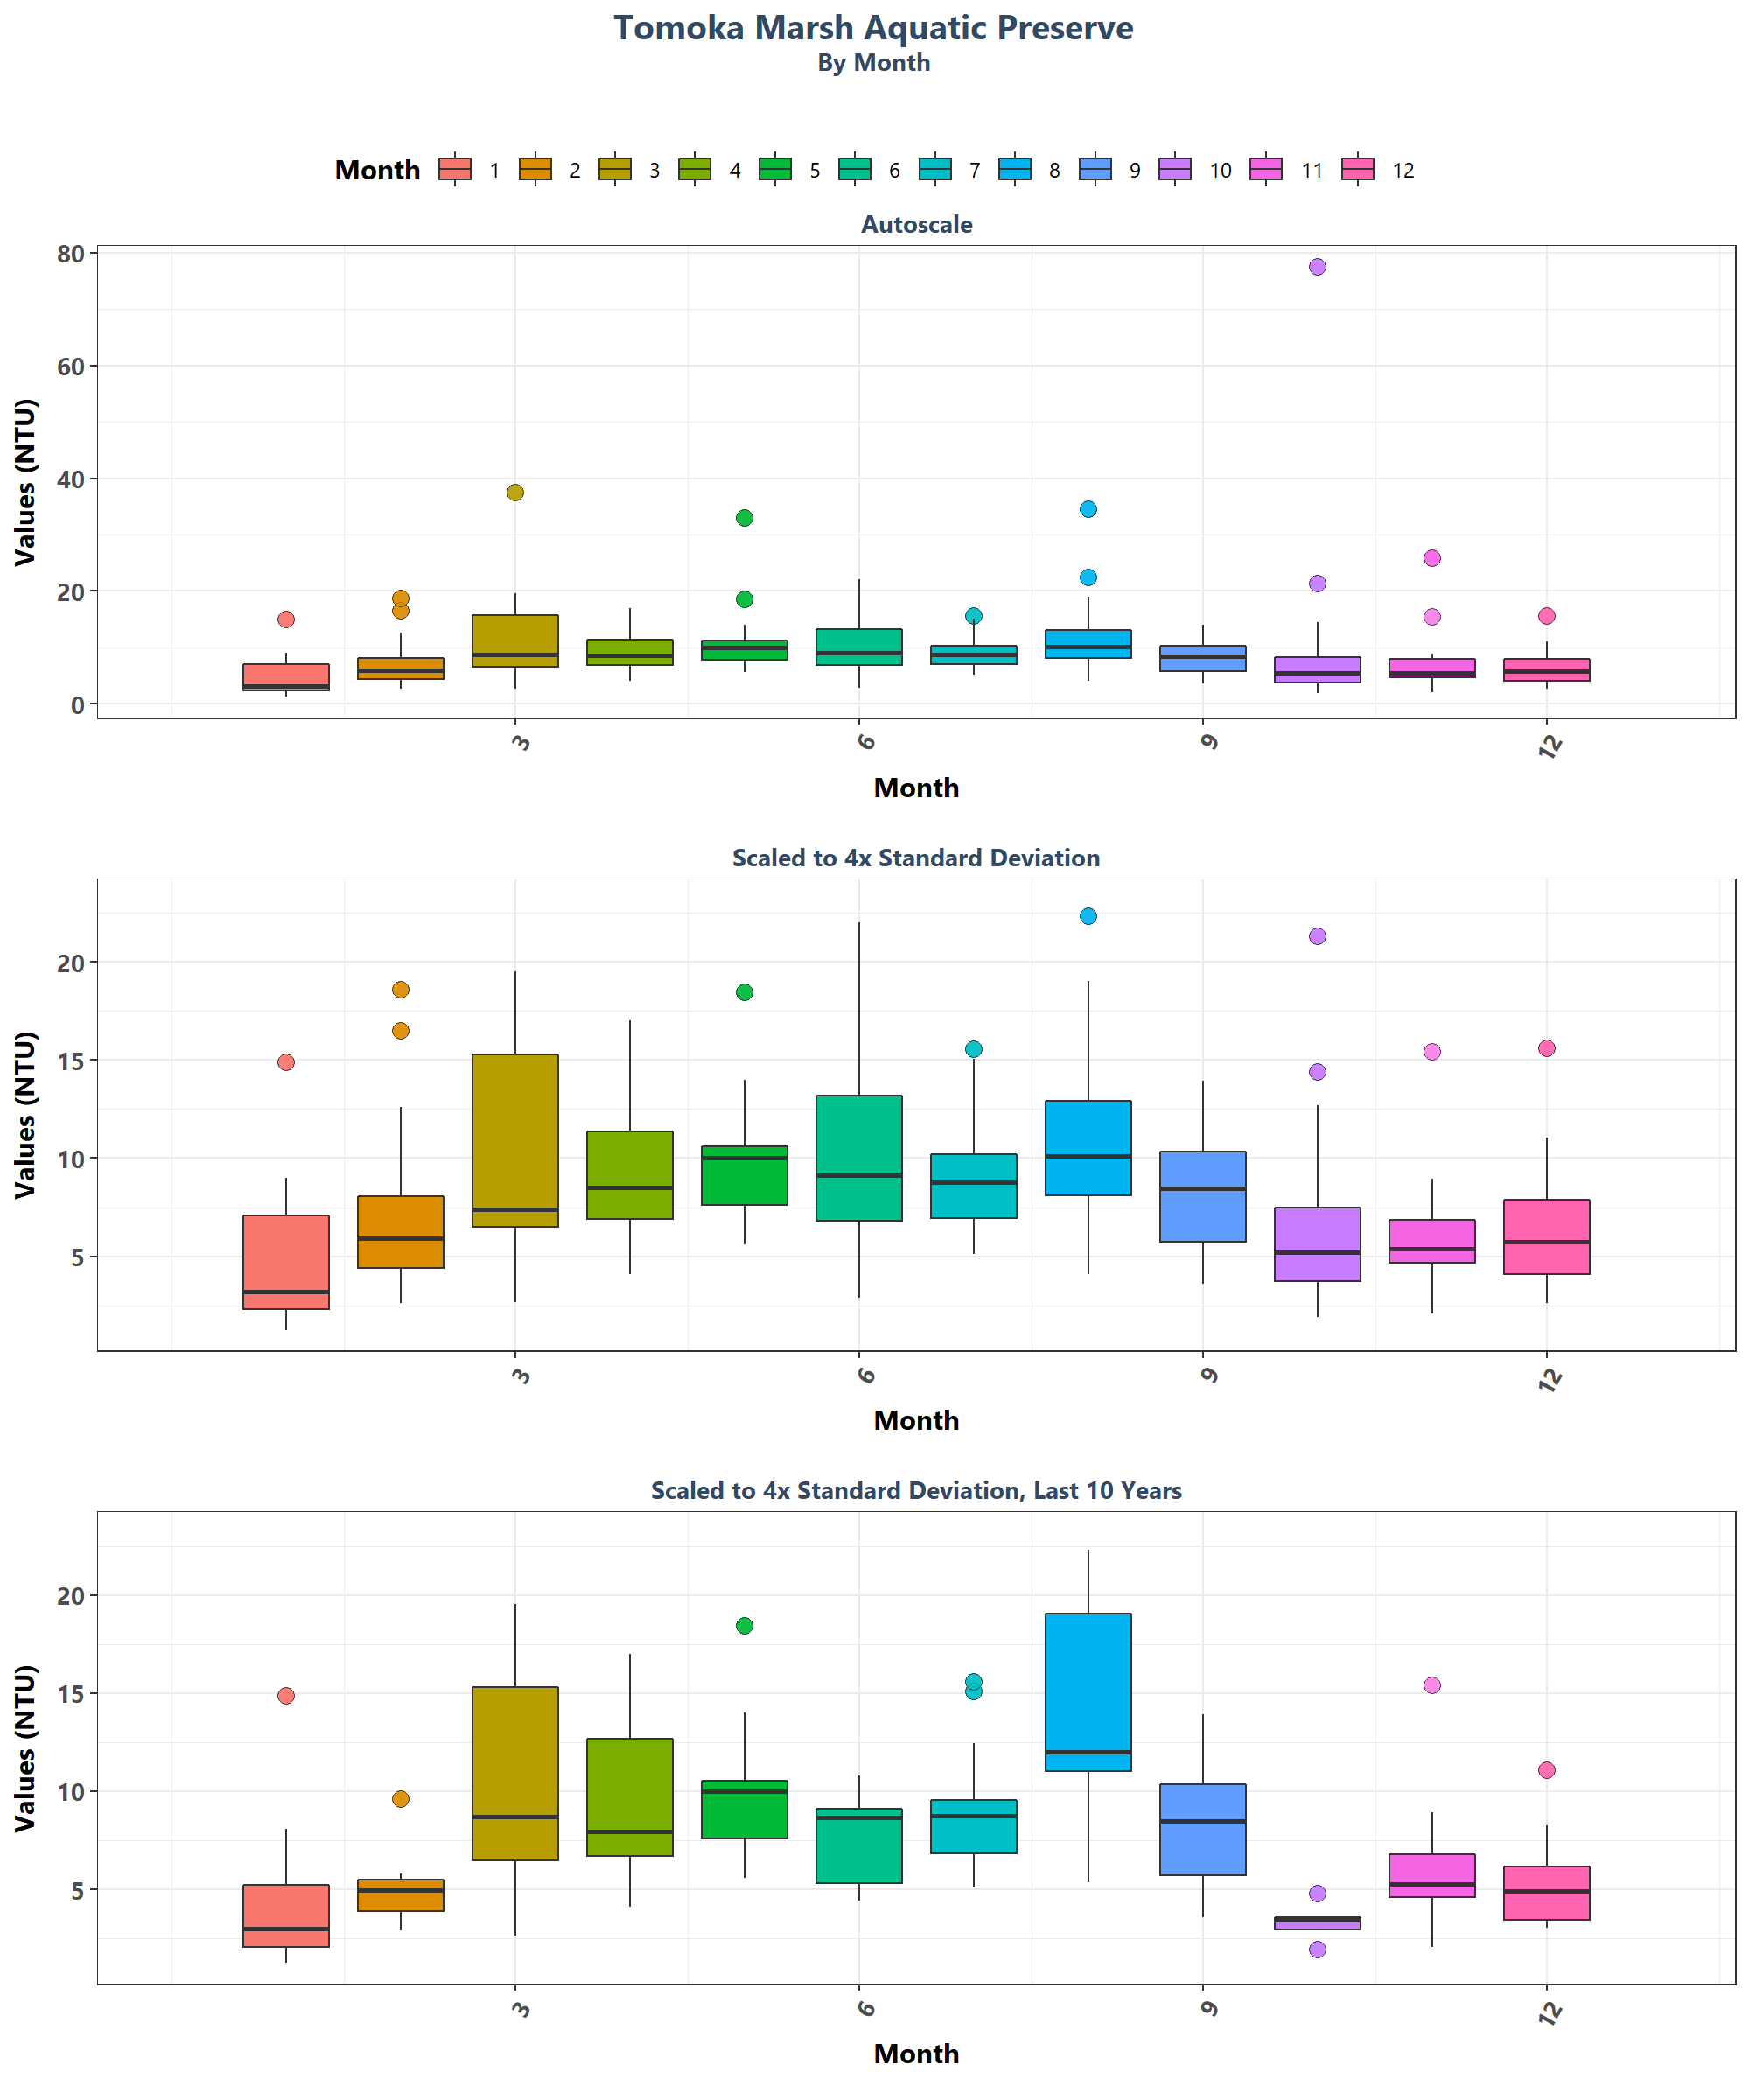 Tomoka Marsh Aquatic Preserve
By Month
Month 1 2 3 4 5 6 7 8 9 10 11 12
Autoscale
Values (NTU)
80
60
40
20
0
3 6 9 12
Month
Scaled to 4x Standard Deviation
Values (NTU)
20
15
10
5
3 6 9 12
Month
Scaled to 4x Standard Deviation, Last 10 Years
Values (NTU)
20
15
10
5
3 6 9 12
Month